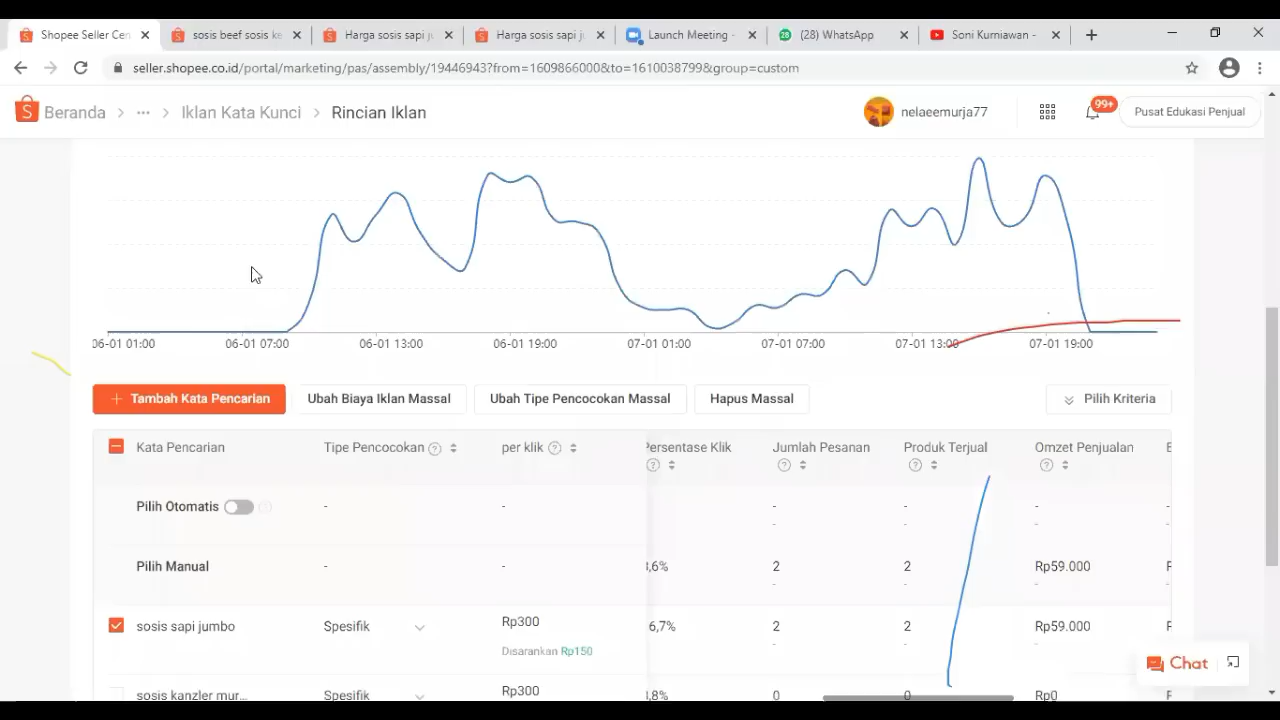 Shopee Seller Cen
sosis beef sosis ke
Harga sosis sapi ju
Harga sosis sapi ju
Launch Meeting -
28 (28) WhatsApp
Soni Kurniawan -
seller.shopee.co.id/portal/marketing/pas/assembly/19446943?from=1609866000&to=1610038799&group=custom
Beranda > ... > Iklan Kata Kunci > Rincian Iklan
nelaeemurja77
99+
Pusat Edukasi Penjual
06-01 01:00 06-01 07:00 06-01 13:00 06-01 19:00 07-01 01:00 07-01 07:00 07-01 13:00 07-01 19:00
+ Tambah Kata Pencarian Ubah Biaya Iklan Massal Ubah Tipe Pencocokan Massal Hapus Massal Pilih Kriteria
Kata Pencarian Tipe Pencocokan per klik Persentase Klik Jumlah Pesanan Produk Terjual Omzet Penjualan
Pilih Otomatis - - - - -
- - -
Pilih Manual - - 3,6% 2 2 Rp59.000
- - -
sosis sapi jumbo Spesifik Rp300 6,7% 2 2 Rp59.000
Disarankan Rp150 - - -
Chat
sosis kanzler mur... Spesifik Rp300 3,8% 0 0 Rp0